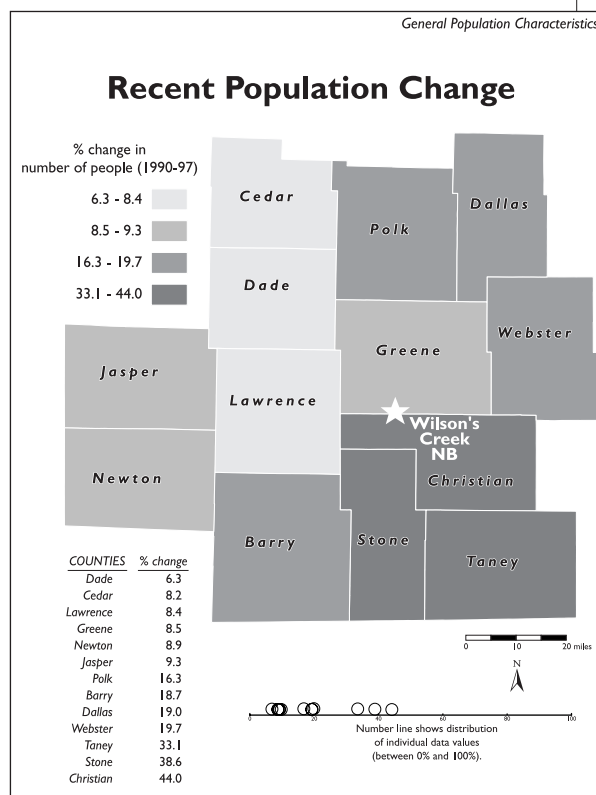 General Population Characteristics
Recent Population Change
% change in
number of people (1990-97)
6.3 - 8.4
8.5 - 9.3
16.3 - 19.7
33.1 - 44.0
Cedar
Polk
Dallas
Dade
Webster
Greene
Jasper
Lawrence
Wilson's
Creek
NB
Newton
Christian
Barry
Stone
Taney
COUNTIES % change
Dade 6.3
Cedar 8.2
Lawrence 8.4
Greene 8.5
Newton 8.9
Jasper 9.3
Polk 16.3
Barry 18.7
Dallas 19.0
Webster 19.7
Taney 33.1
Stone 38.6
Christian 44.0
0 10 20 miles
N
0 20 40 60 80 100
Number line shows distribution
of individual data values
(between 0% and 100%).